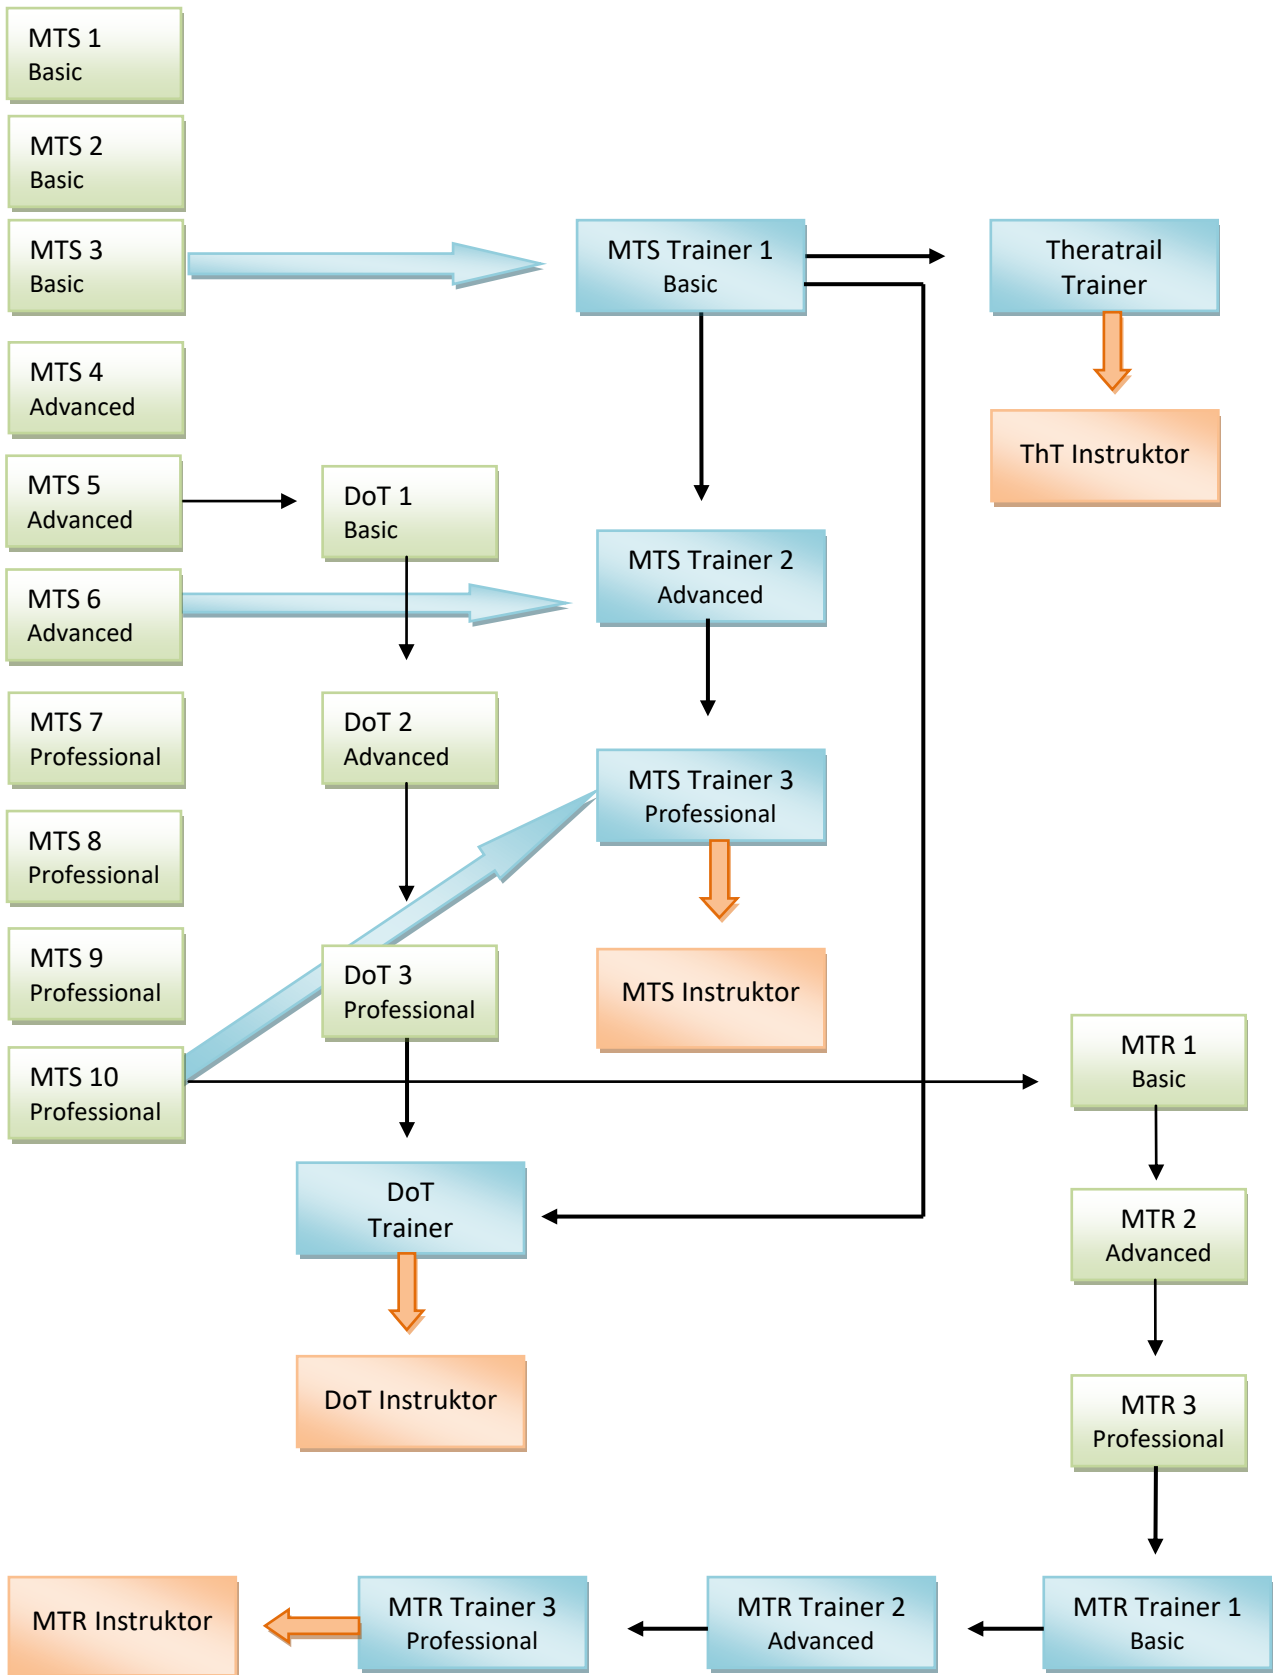 MTS 1
Basic
MTS 2
Basic
MTS 3
Basic
MTS Trainer 1
Basic
Theratrail
Trainer
MTS 4
Advanced
ThT Instruktor
MTS 5
Advanced
DoT 1
Basic
MTS Trainer 2
Advanced
MTS 6
Advanced
MTS 7
Professional
DoT 2
Advanced
MTS Trainer 3
Professional
MTS 8
Professional
MTS 9
Professional
DoT 3
Professional
MTS Instruktor
MTS 10
Professional
MTR 1
Basic
DoT
Trainer
MTR 2
Advanced
DoT Instruktor
MTR 3
Professional
MTR Instruktor
MTR Trainer 3
Professional
MTR Trainer 2
Advanced
MTR Trainer 1
Basic